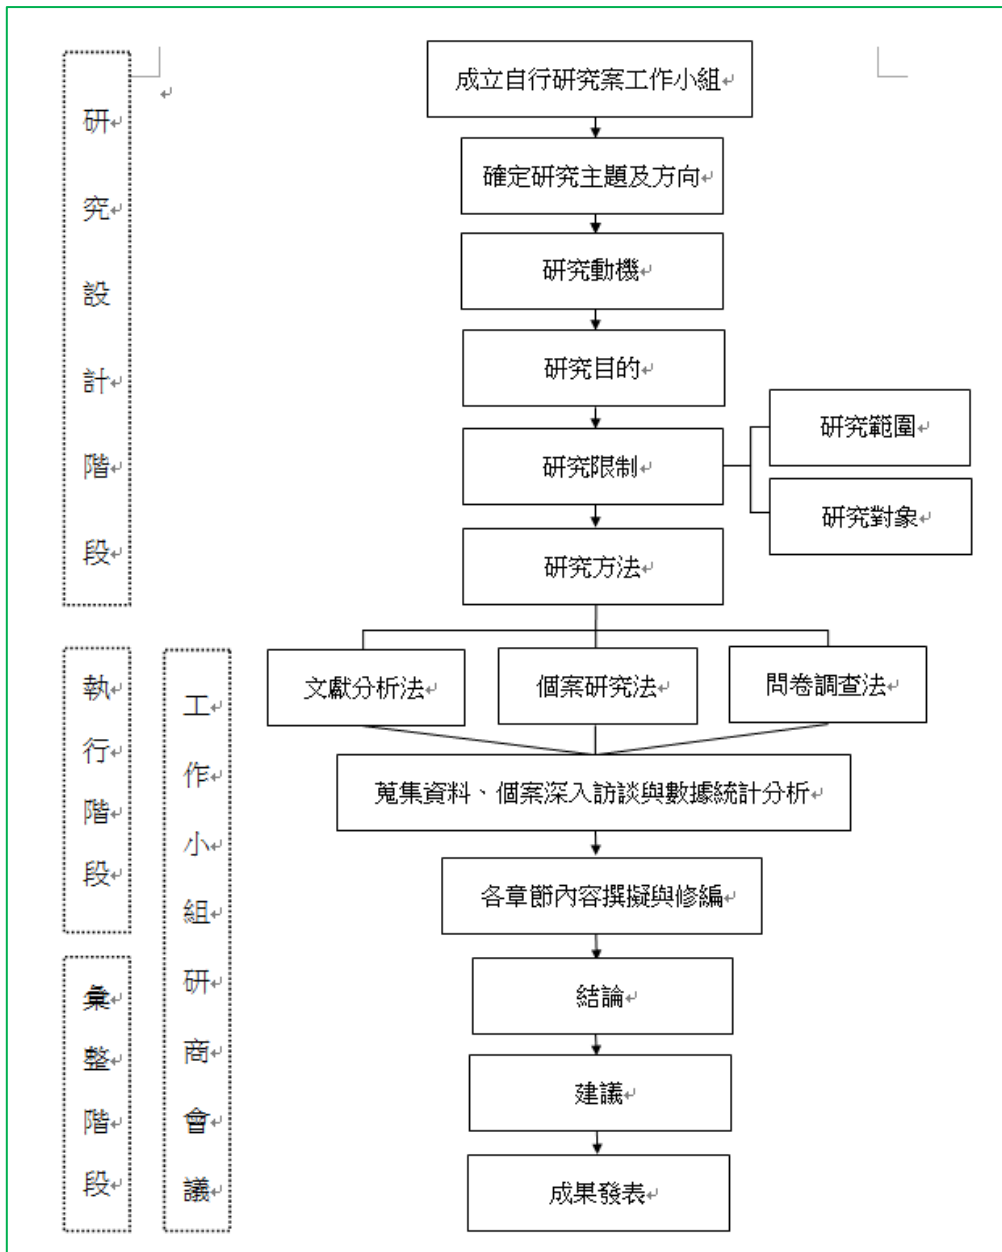 研究設計階段
成立自行研究案工作小組
確定研究主題及方向
研究動機
研究目的
研究限制
研究範圍
研究對象
研究方法
執行階段
工作小組研商會議
文獻分析法
個案研究法
問卷調查法
蒐集資料、個案深入訪談與數據統計分析
各章節內容撰擬與修編
彙整階段
結論
建議
成果發表